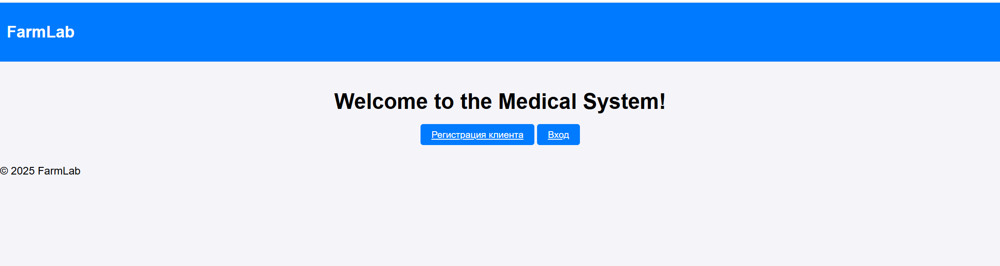 FarmLab
Welcome to the Medical System!
Регистрация клиента Вход
© 2025 FarmLab